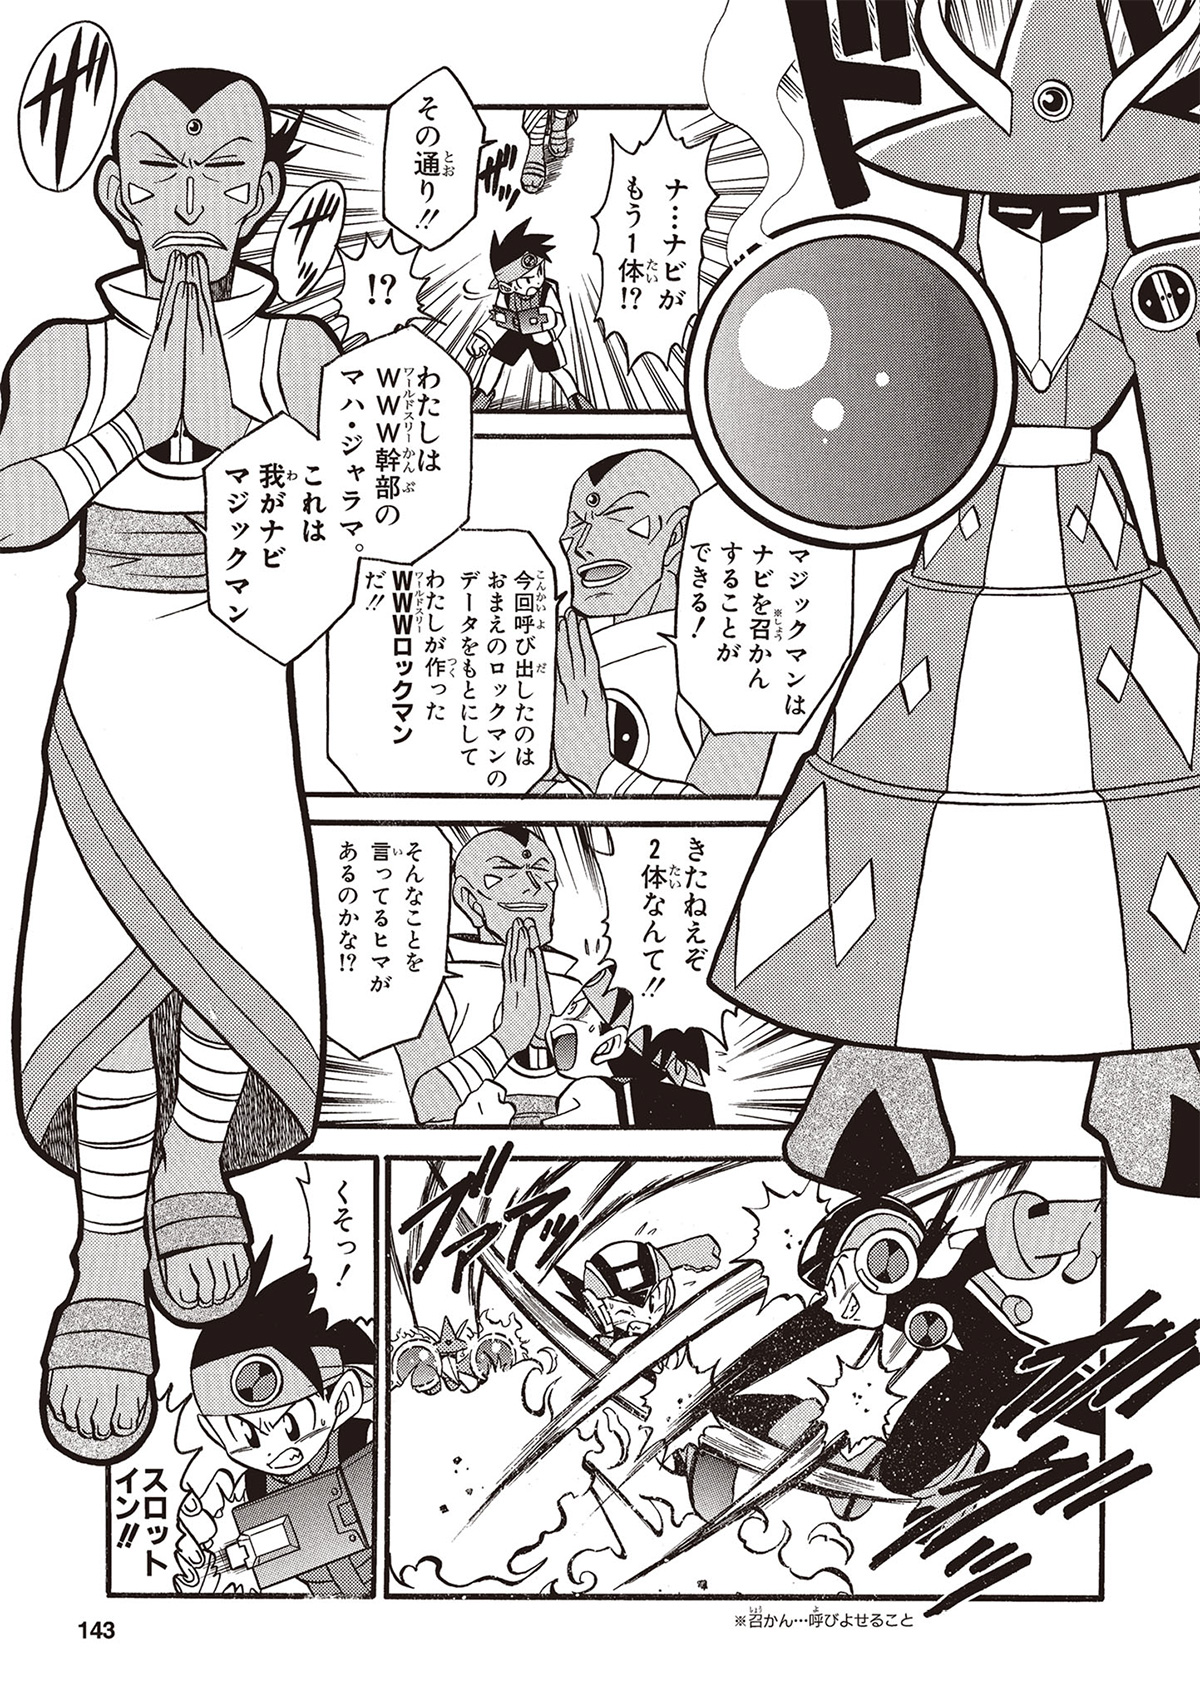 ド
ナ…ナビが
もう1体!?
ザッ
その通り!!
!?
ザッ
ザッ
わたしは
WWW幹部の
マハ・ジャラマ。
これは
我がナビ
マジックマン
マジックマンは
ナビを召かん
することが
できる!
今回呼び出したのは
おまえのロックマンの
データをもとにして
わたしが作った
WWWロックマン
だ!!
きたねえぞ
2体なんて!!
そんなことを
言ってるヒマが
あるのかな!?
ズバァッ
くそっ!
スロット
イン!!
※召かん…呼びよせること
143